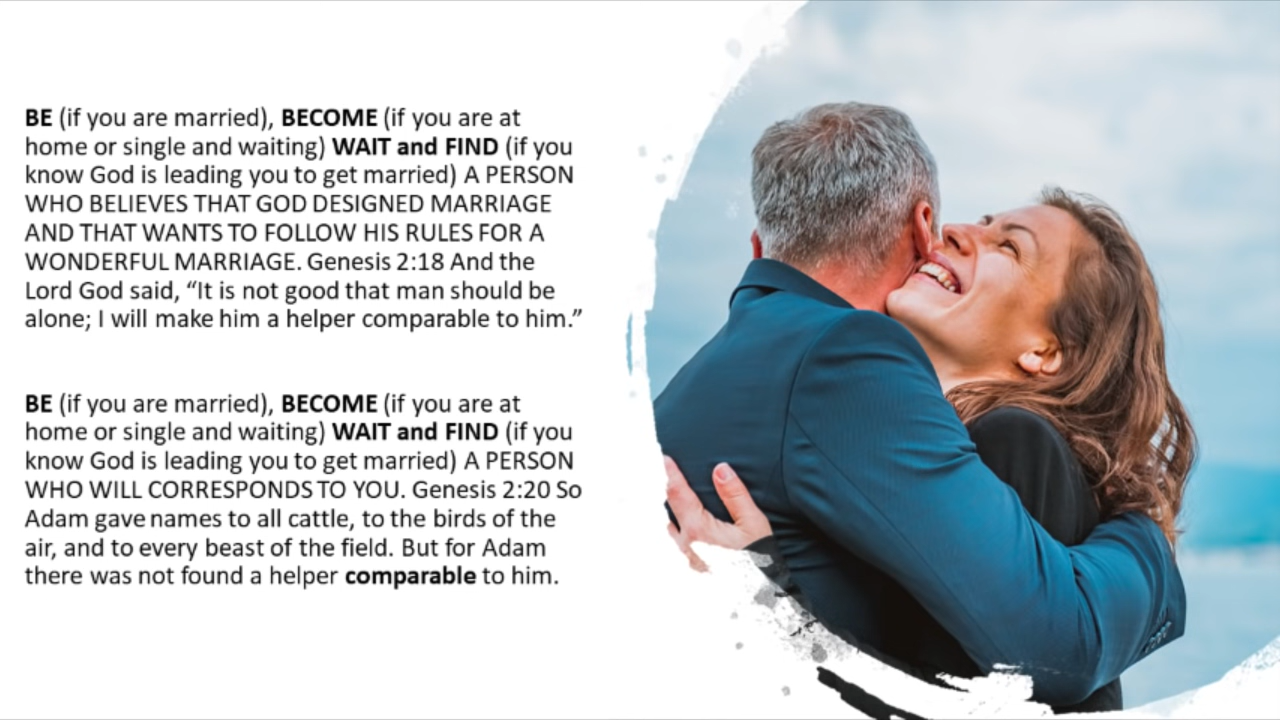 BE (if you are married), BECOME (if you are at
home or single and waiting) WAIT and FIND (if you
know God is leading you to get married) A PERSON
WHO BELIEVES THAT GOD DESIGNED MARRIAGE
AND THAT WANTS TO FOLLOW HIS RULES FOR A
WONDERFUL MARRIAGE. Genesis 2:18 And the
Lord God said, “It is not good that man should be
alone; I will make him a helper comparable to him.”
BE (if you are married), BECOME (if you are at
home or single and waiting) WAIT and FIND (if you
know God is leading you to get married) A PERSON
WHO WILL CORRESPONDS TO YOU. Genesis 2:20 So
Adam gave names to all cattle, to the birds of the
air, and to every beast of the field. But for Adam
there was not found a helper comparable to him.